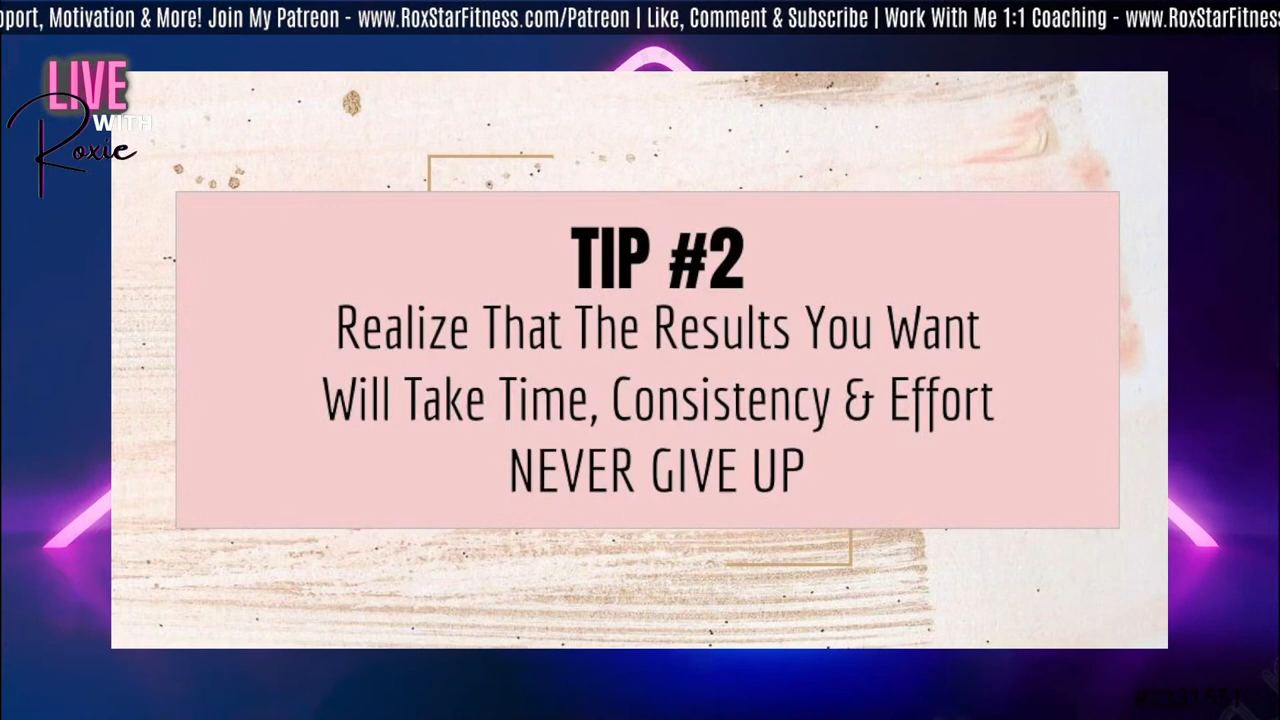 pport, Motivation & More! Join My Patreon - www.RoxStarFitness.com/Patreon | Like, Comment & Subscribe | Work With Me 1:1 Coaching - www.RoxStarFitness
LIVE
WITH
Roxie
TIP #2
Realize That The Results You Want
Will Take Time, Consistency & Effort
NEVER GIVE UP